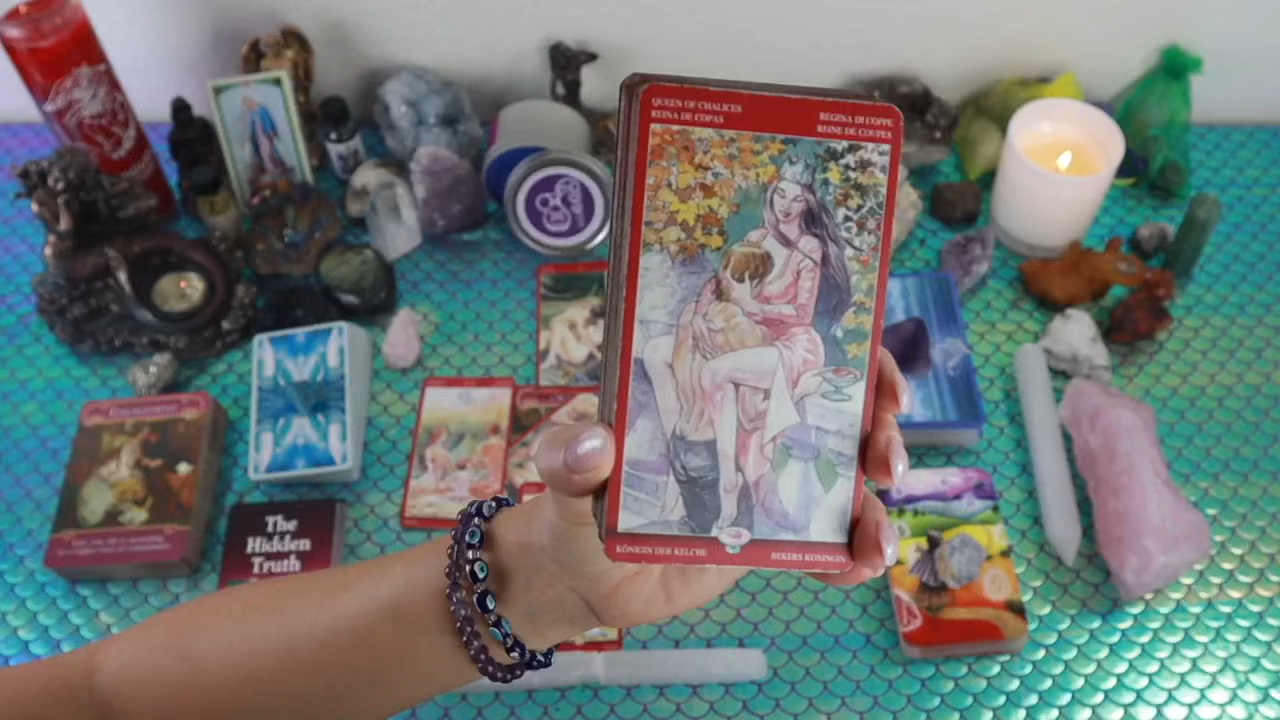 QUEEN OF CHALICES
REINA DE COPAS
REGINA DI COPPE
REINE DE COUPES
KÖNIGIN DER KELCHE
BEKERS KONINGIN
The
Hidden
Truth